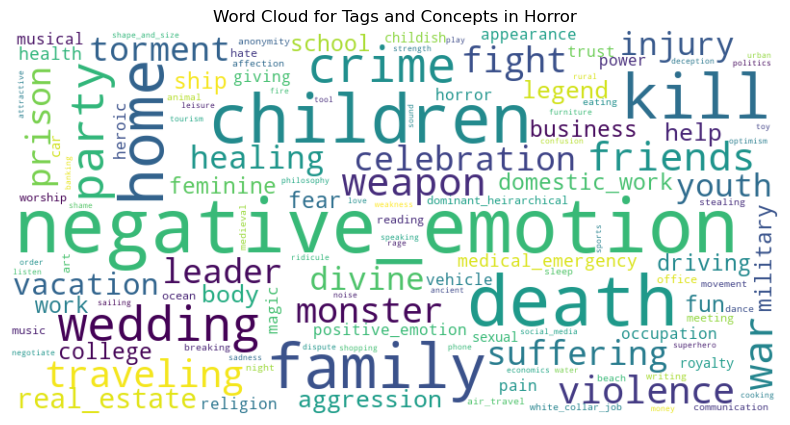 Word Cloud for Tags and Concepts in Horror
musical
shape_and_size
anonymity
school
childish
play
appearance
injury
urban
health
torment
hate
strength
trust
power
deception
politics
affection
crime
fight
attractive
prison
car
party
home
heroic
ship
giving
horror
legend
eating
rural
kill
animal
leisure
fire
tool
sound
furniture
toy
tourism
children
business
help
confusion
optimism
banking
healing
celebration
friends
worship
shame
feminine
philosophy
weapon
domestic_work
youth
fear
love
weakness
dominant_heirarchical
stealing
medieval
reading
negative_emotion
speaking
rage
sports
order
listen
art
ridicule
medical_emergency
driving
military
leader
divine
vehicle
sleep
office
movement
vacation
ocean
body
magic
noise
ancient
death
work
sailing
monster
fun
dance
wedding
positive_emotion
sexual
social_media
meeting
music
breaking
occupation
superhero
negotiate
college
sadness
dispute
shopping
phone
suffering
war
night
family
economics
water
royalty
traveling
pain
beach
writing
cooking
real_estate
religion
aggression
air_travel
white_collar_job
violence
money
communication